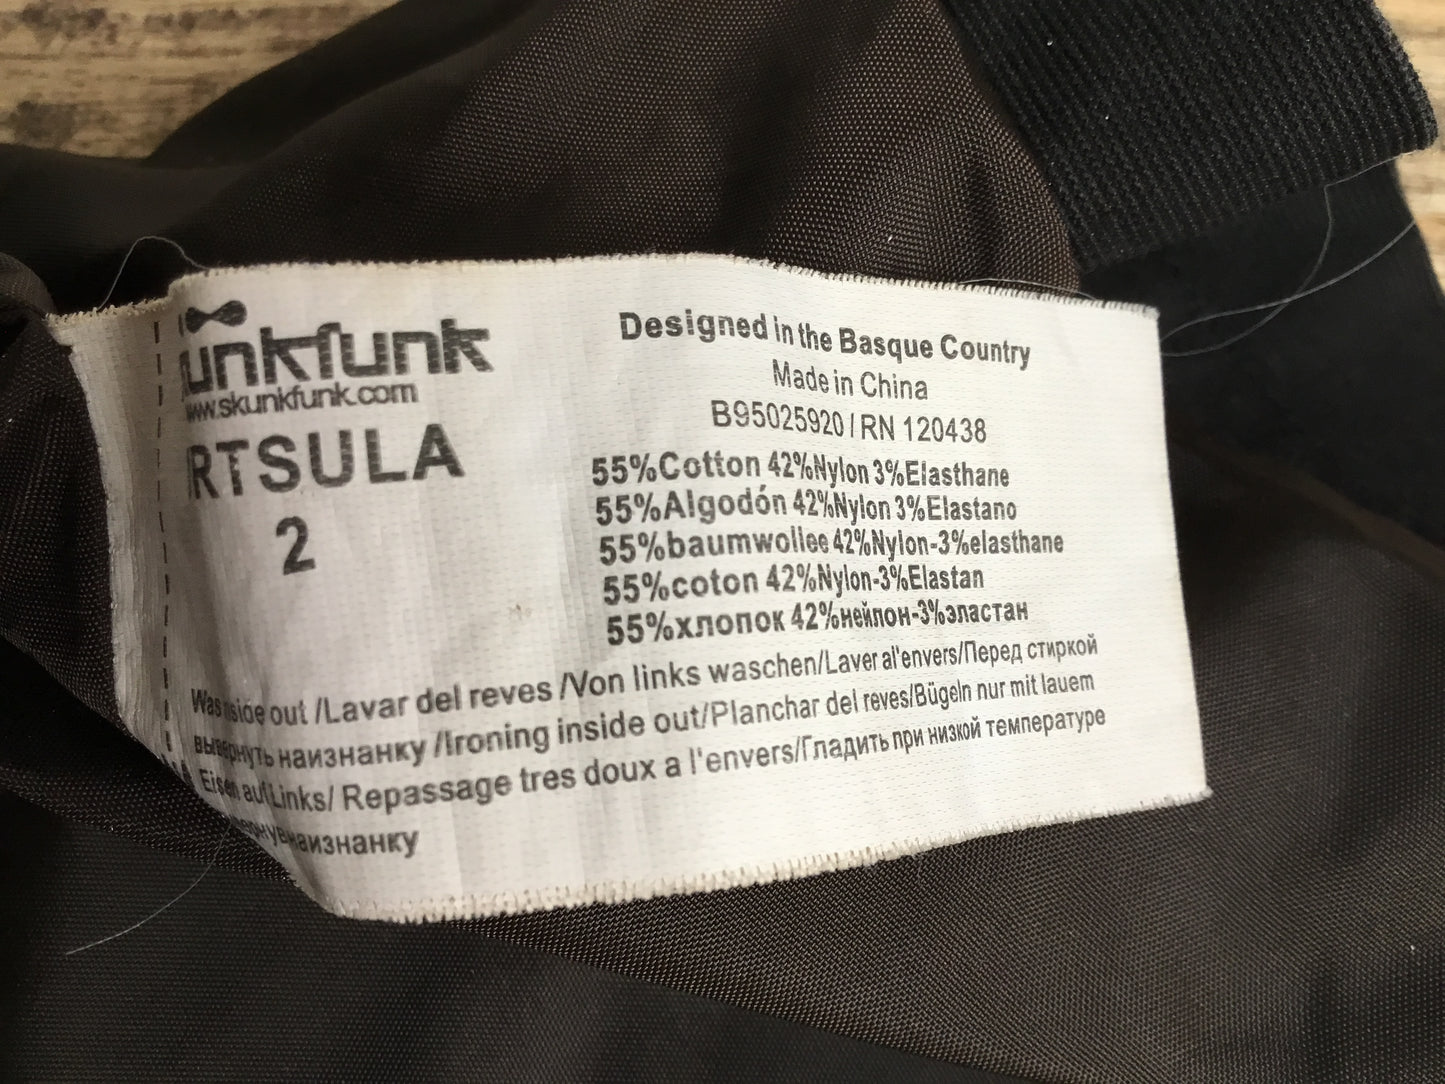 unkfunk
www.skunkfunk.com
RTSULA
2
Designed in the Basque Country
Made in China
B95025920 / RN 120438
55%Cotton 42%Nylon 3%Elasthane
55%Algodón 42%Nylon 3%Elastano
55%baumwollee 42%Nylon-3%elasthane
55%coton 42%Nylon-3%Elastan
55%хлопок 42%нейлон-3%эластан
out /Lavar del reves /Von links waschen/Laver al'envers/Перед стиркой
вывернуть наизнанку /Ironing inside out/Planchar del reves/Bügeln nur mit lauem
Eisen auf Links/ Repassage tres doux a l'envers/Гладить при низкой температуре
наизнанку